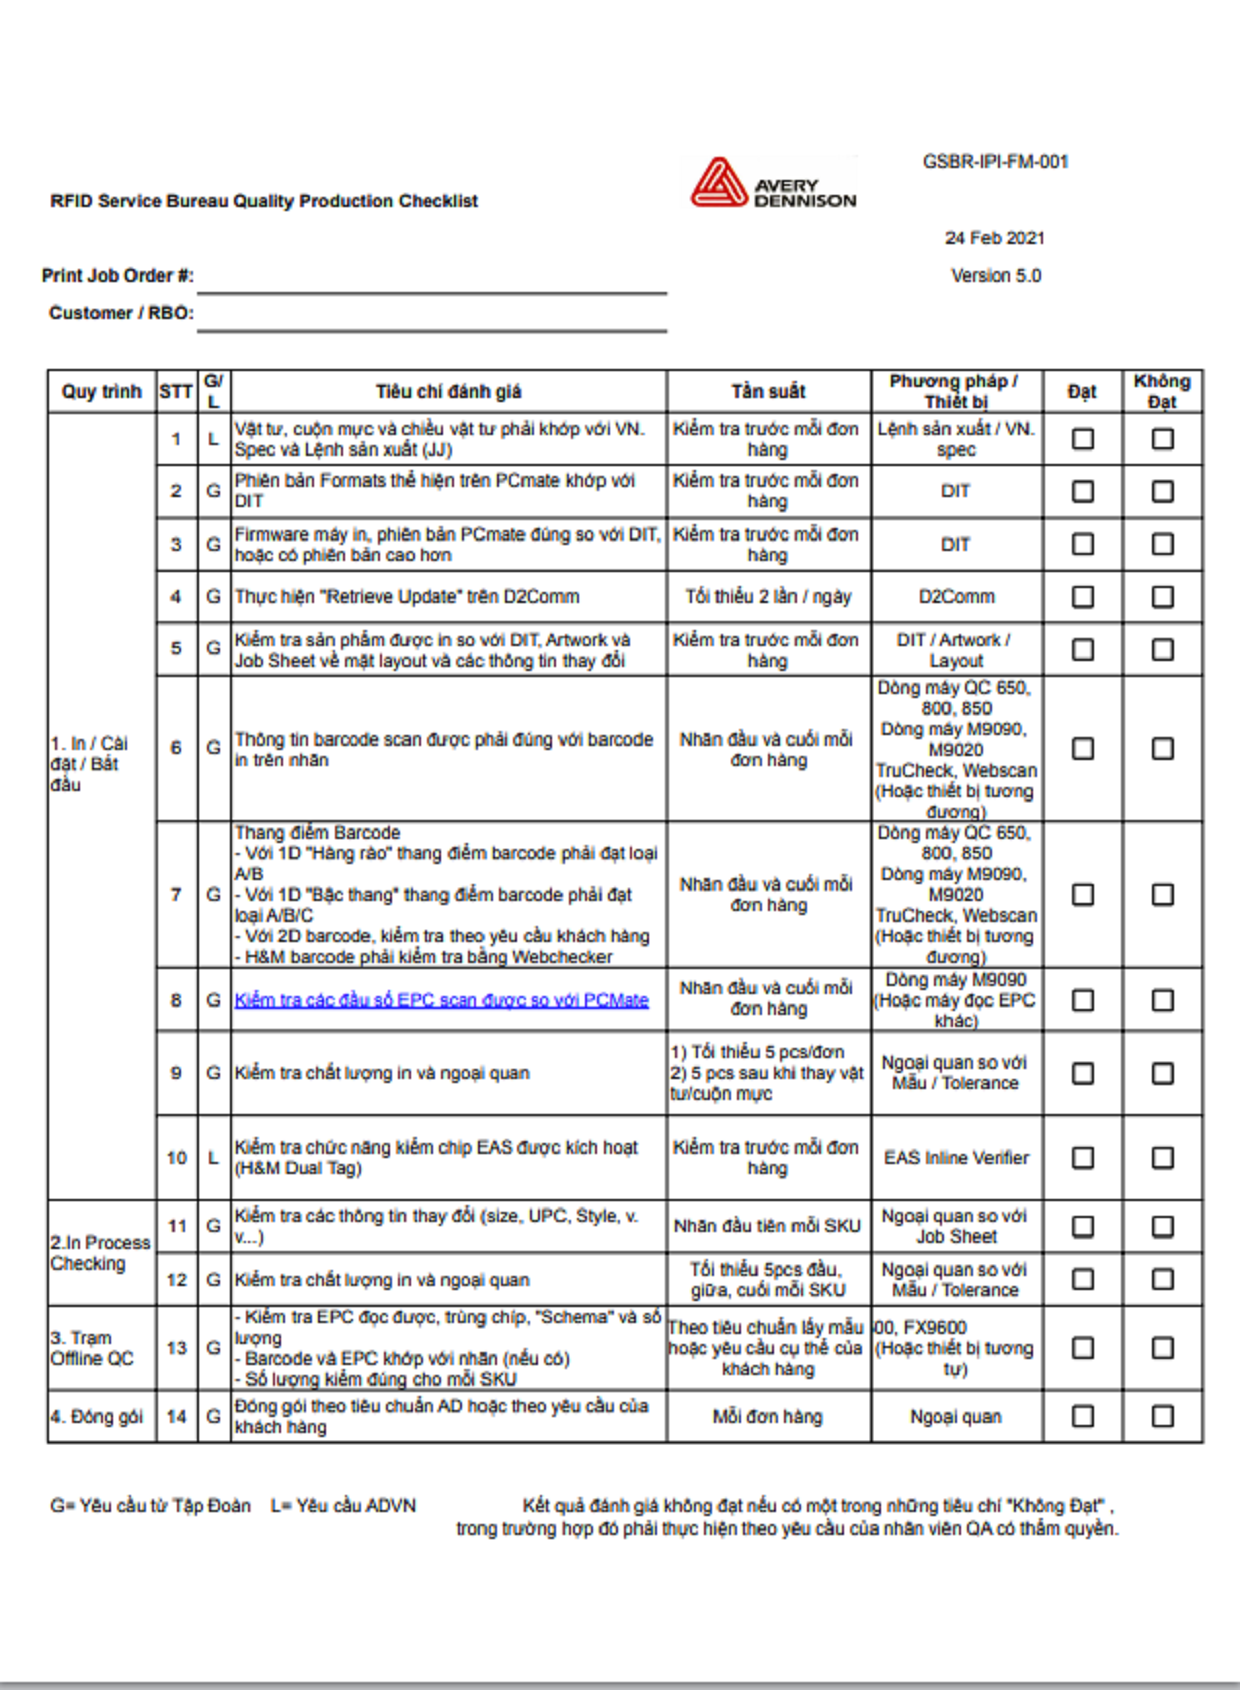 GSBR-IPI-FM-001
AVERY
DENNISON
RFID Service Bureau Quality Production Checklist
24 Feb 2021
Print Job Order #:
Version 5.0
Customer / RBO:
Quy trình STT G/ L Tiêu chí đánh giá Tần suất Phương pháp / Thiết bị Đạt Không Đạt
1. In / Cài
đặt / Bắt
đầu
1 L Vật tư, cuộn mực và chiều vật tư phải khớp với VN.
Spec và Lệnh sản xuất (JJ)
Kiểm tra trước mỗi đơn
hàng
Lệnh sản xuất / VN.
spec
2 G Phiên bản Formats thể hiện trên PCmate khớp với
DIT
Kiểm tra trước mỗi đơn
hàng
DIT
3 G Firmware máy in, phiên bản PCmate đúng so với DIT,
hoặc có phiên bản cao hơn
Kiểm tra trước mỗi đơn
hàng
DIT
4 G Thực hiện "Retrieve Update" trên D2Comm
Tối thiểu 2 lần / ngày
D2Comm
5 G Kiểm tra sản phẩm được in so với DIT, Artwork và
Job Sheet về mặt layout và các thông tin thay đổi
Kiểm tra trước mỗi đơn
hàng
DIT / Artwork /
Layout
6 G Thông tin barcode scan được phải đúng với barcode
in trên nhãn
Nhãn đầu và cuối mỗi
đơn hàng
Dòng máy QC 650,
800, 850
Dòng máy M9090,
M9020
TruCheck, Webscan
(Hoặc thiết bị tương
đương)
7 G Thang điểm Barcode
- Với 1D "Hàng rào" thang điểm barcode phải đạt loại
A/B
- Với 1D "Bậc thang" thang điểm barcode phải đạt
loại A/B/C
- Với 2D barcode, kiểm tra theo yêu cầu khách hàng
- H&M barcode phải kiểm tra bằng Webchecker
Nhãn đầu và cuối mỗi
đơn hàng
Dòng máy QC 650,
800, 850
Dòng máy M9090,
M9020
TruCheck, Webscan
(Hoặc thiết bị tương
đương)
8 G Kiểm tra các đầu số EPC scan được so với PCMate
Nhãn đầu và cuối mỗi
đơn hàng
Dòng máy M9090
(Hoặc máy đọc EPC
khác)
9 G Kiểm tra chất lượng in và ngoại quan
1) Tối thiểu 5 pcs/đơn
2) 5 pcs sau khi thay vật
tư/cuộn mực
Ngoại quan so với
Mẫu / Tolerance
10 L Kiểm tra chức năng kiểm chip EAS được kích hoạt
(H&M Dual Tag)
Kiểm tra trước mỗi đơn
hàng
EAS Inline Verifier
2.In Process
Checking
11 G Kiểm tra các thông tin thay đổi (size, UPC, Style, v.
v...)
Nhãn đầu tiên mỗi SKU
Ngoại quan so với
Job Sheet
12 G Kiểm tra chất lượng in và ngoại quan
Tối thiểu 5pcs đầu,
giữa, cuối mỗi SKU
Ngoại quan so với
Mẫu / Tolerance
3. Trạm
Offline QC
13 G - Kiểm tra EPC đọc được, trùng chíp, "Schema" và số
lượng
- Barcode và EPC khớp với nhãn (nếu có)
- Số lượng kiểm đúng cho mỗi SKU
Theo tiêu chuẩn lấy mẫu
hoặc yêu cầu cụ thể của
khách hàng
00, FX9600
(Hoặc thiết bị tương
tự)
4. Đóng gói
14 G Đóng gói theo tiêu chuẩn AD hoặc theo yêu cầu của
khách hàng
Mỗi đơn hàng
Ngoại quan
G= Yêu cầu từ Tập Đoàn L= Yêu cầu ADVN
Kết quả đánh giá không đạt nếu có một trong những tiêu chí "Không Đạt" ,
trong trường hợp đó phải thực hiện theo yêu cầu của nhân viên QA có thẩm quyền.